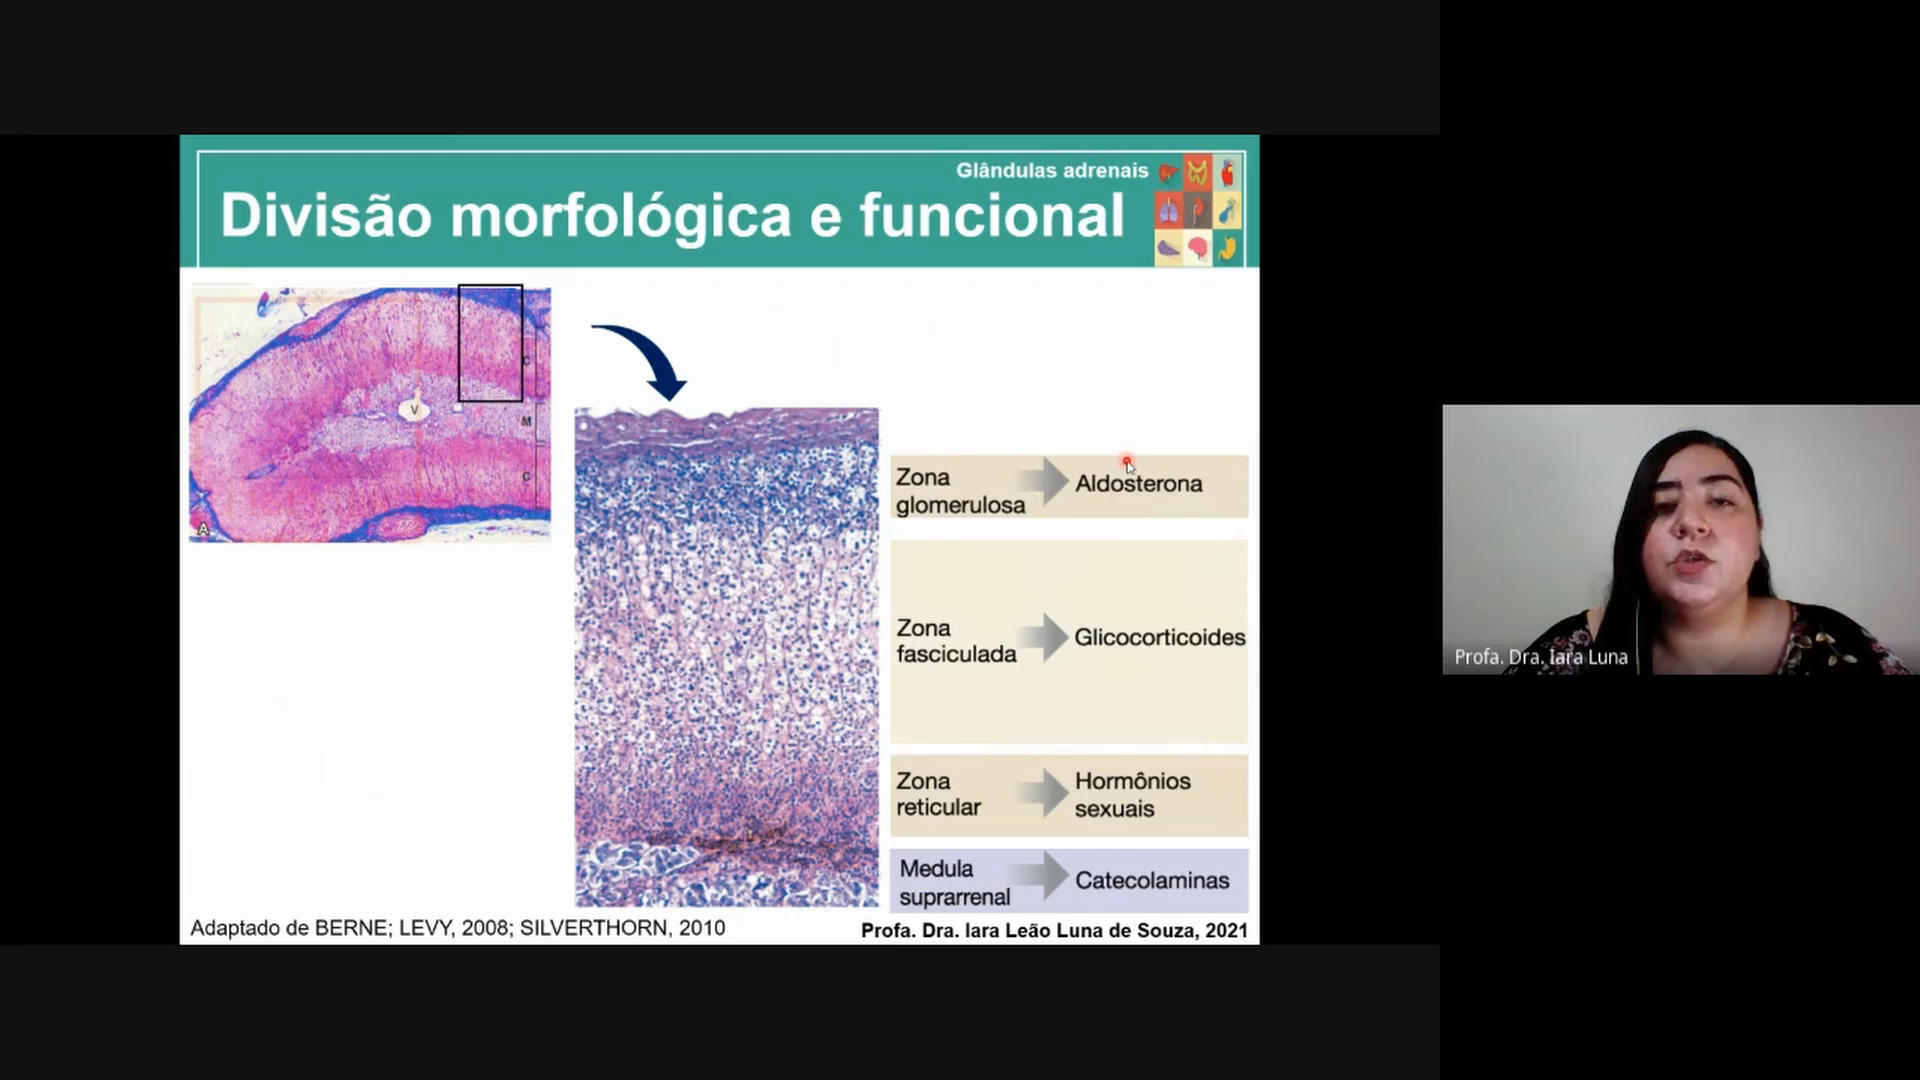 Glândulas adrenais
Divisão morfológica e funcional
C
V
M
C
A
Zona
glomerulosa
Aldosterona
Zona
fasciculada
Glicocorticoides
Zona
reticular
Hormônios
sexuais
Medula
suprarrenal
Catecolaminas
Adaptado de BERNE; LEVY, 2008; SILVERTHORN, 2010
Profa. Dra. Iara Leão Luna de Souza, 2021
Profa. Dra. Iara Luna